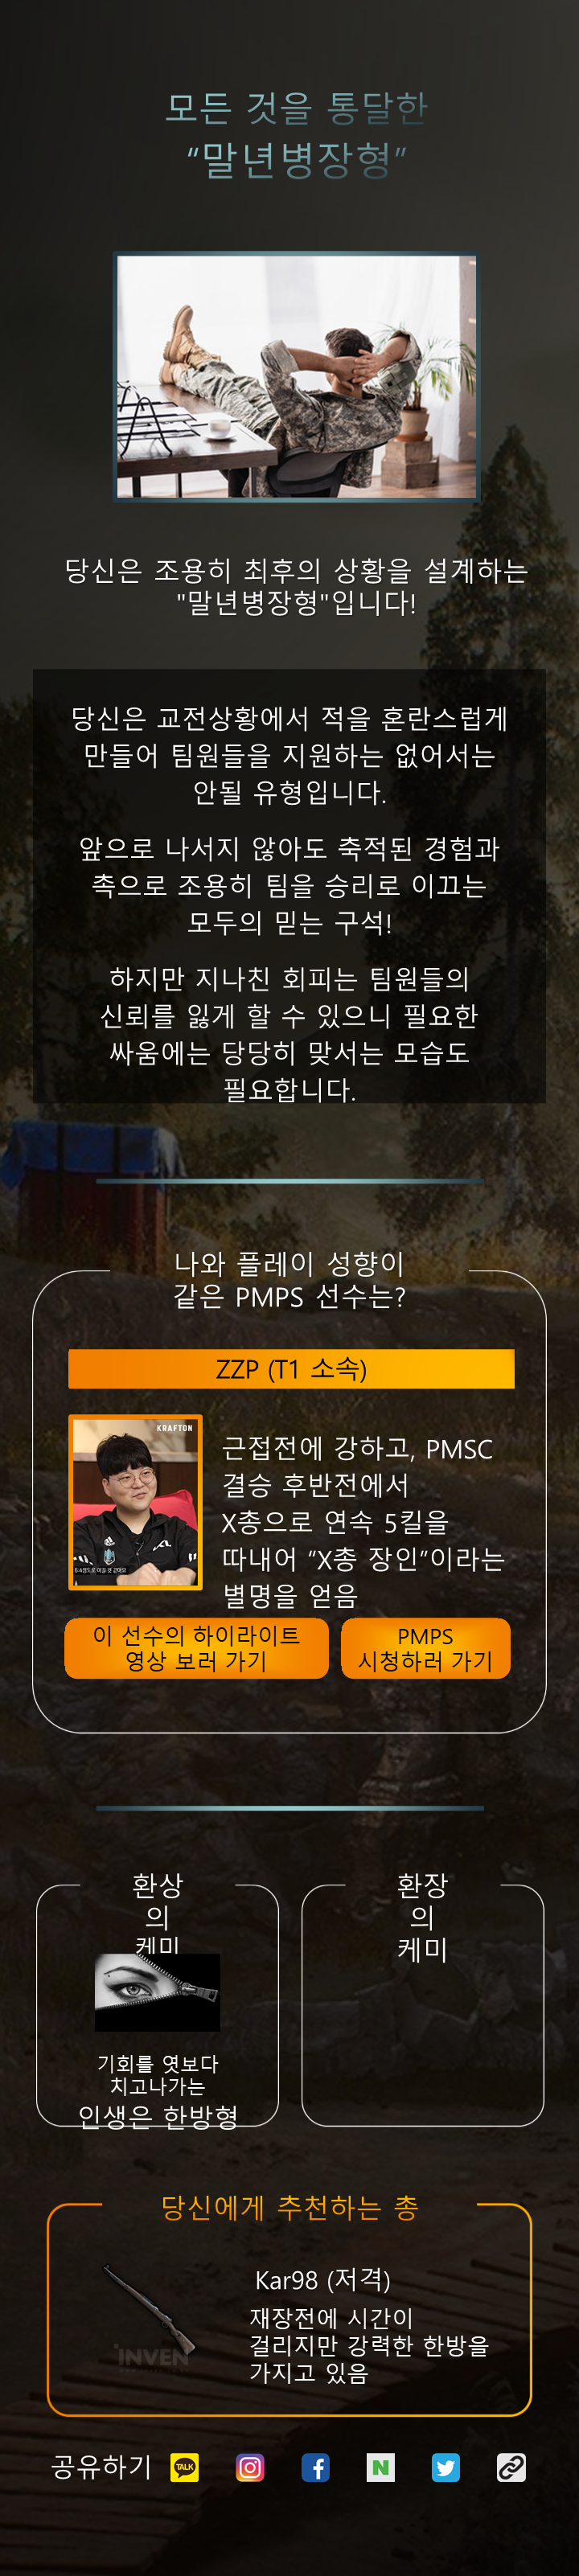 모든 것을 통달한
“말년병장형”
당신은 조용히 최후의 상황을 설계하는
"말년병장형"입니다!
당신은 교전상황에서 적을 혼란스럽게
만들어 팀원들을 지원하는 없어서는
안될 유형입니다.
앞으로 나서지 않아도 축적된 경험과
촉으로 조용히 팀을 승리로 이끄는
모두의 믿는 구석!
하지만 지나친 회피는 팀원들의
신뢰를 잃게 할 수 있으니 필요한
싸움에는 당당히 맞서는 모습도
필요합니다.
나와 플레이 성향이
같은 PMPS 선수는?
ZZP (T1 소속)
KRAFTON
근접전에 강하고, PMSC
결승 후반전에서
X총으로 연속 5킬을
따내어 “X총 장인”이라는
별명을 얻음
이 선수의 하이라이트
영상 보러 가기
PMPS
시청하러 가기
환상
의
케미
환장
의
케미
기회를 엿보다
치고나가는
인생은 한방형
당신에게 추천하는 총
Kar98 (저격)
재장전에 시간이
걸리지만 강력한 한방을
가지고 있음
INVEN
공유하기
TALK
N